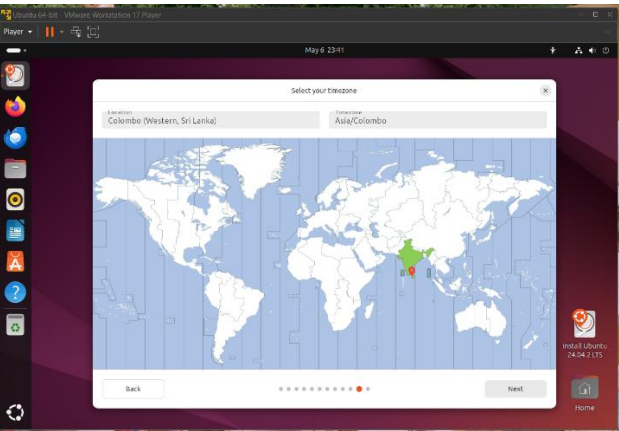 Ubuntu 64-bit - VMware Workstation 17 Player
Player
May 6 23:41
Select your timezone
Location
Colombo (Western, Sri Lanka)
Timezone
Asia/Colombo
Back
Next
Install Ubuntu
24.04.2 LTS
Home